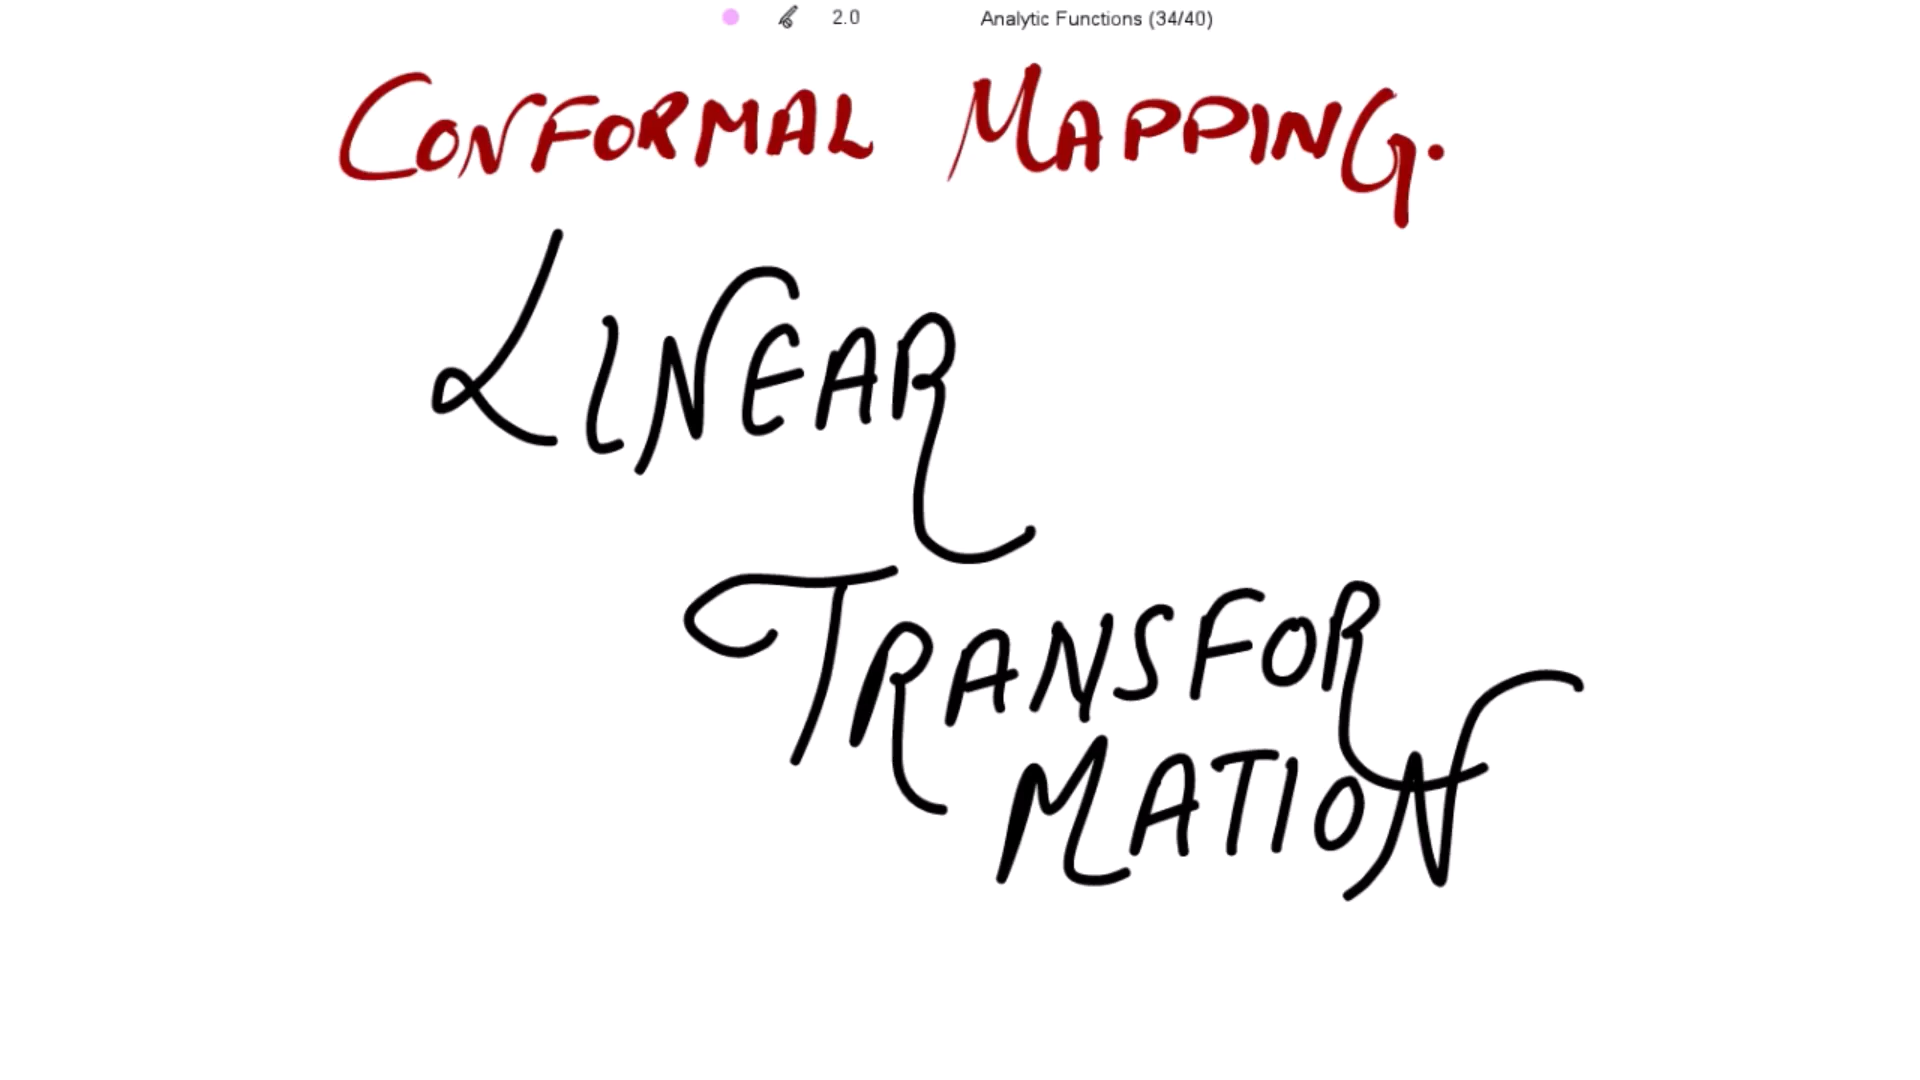 2.0 Analytic Functions (34/40)
CONFORMAL MAPPING.
LINEAR
TRANSFOR
MATION